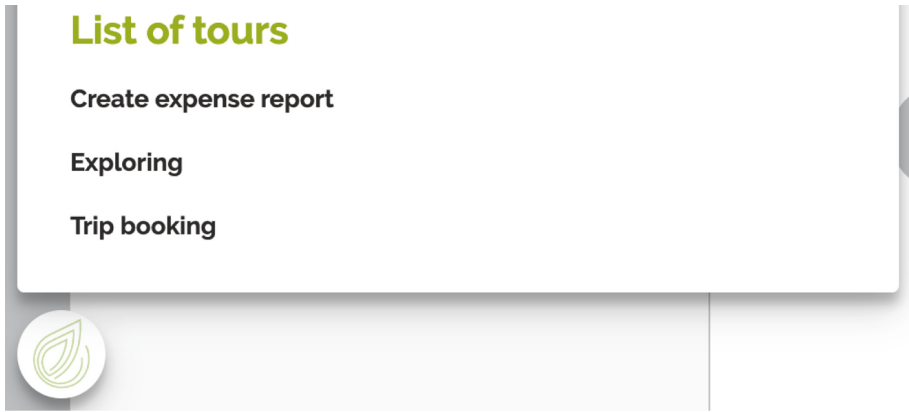 List of tours
Create expense report
Exploring
Trip booking